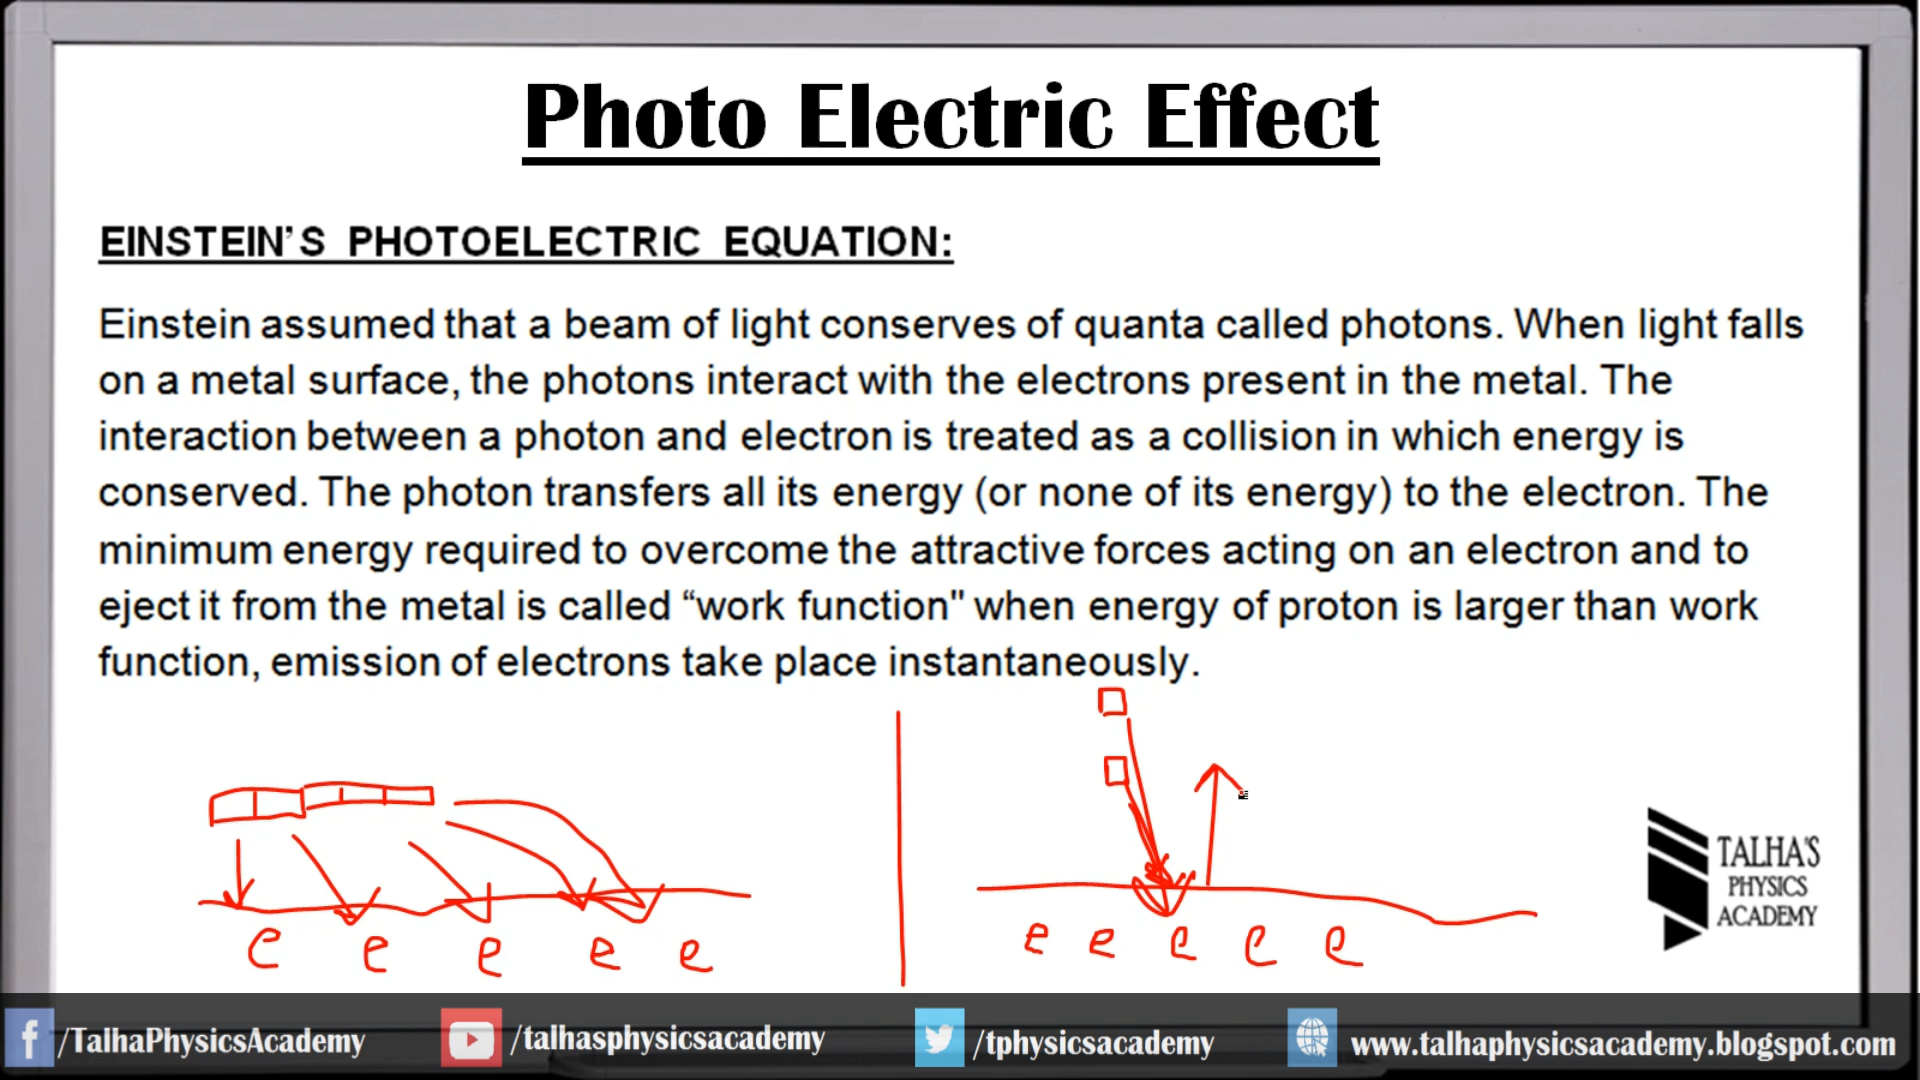 Photo Electric Effect
EINSTEIN'S PHOTOELECTRIC EQUATION:
Einstein assumed that a beam of light conserves of quanta called photons. When light falls
on a metal surface, the photons interact with the electrons present in the metal. The
interaction between a photon and electron is treated as a collision in which energy is
conserved. The photon transfers all its energy (or none of its energy) to the electron. The
minimum energy required to overcome the attractive forces acting on an electron and to
eject it from the metal is called “work function" when energy of proton is larger than work
function, emission of electrons take place instantaneously.
e e e e e
e e e e e
TALHA'S
PHYSICS
ACADEMY
/TalhaPhysicsAcademy /talhasphysicsacademy /tphysicsacademy www.talhaphysicsacademy.blogspot.com